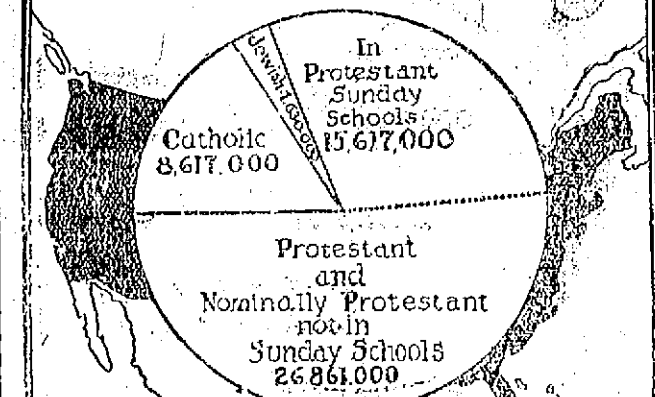 In
Protestant
Sunday
Schools
15,617,000
Jewish-1,630,000
Catholic
8,617,000
Protestant
and
Nominally Protestant
not in
Sunday Schools
26,861,000